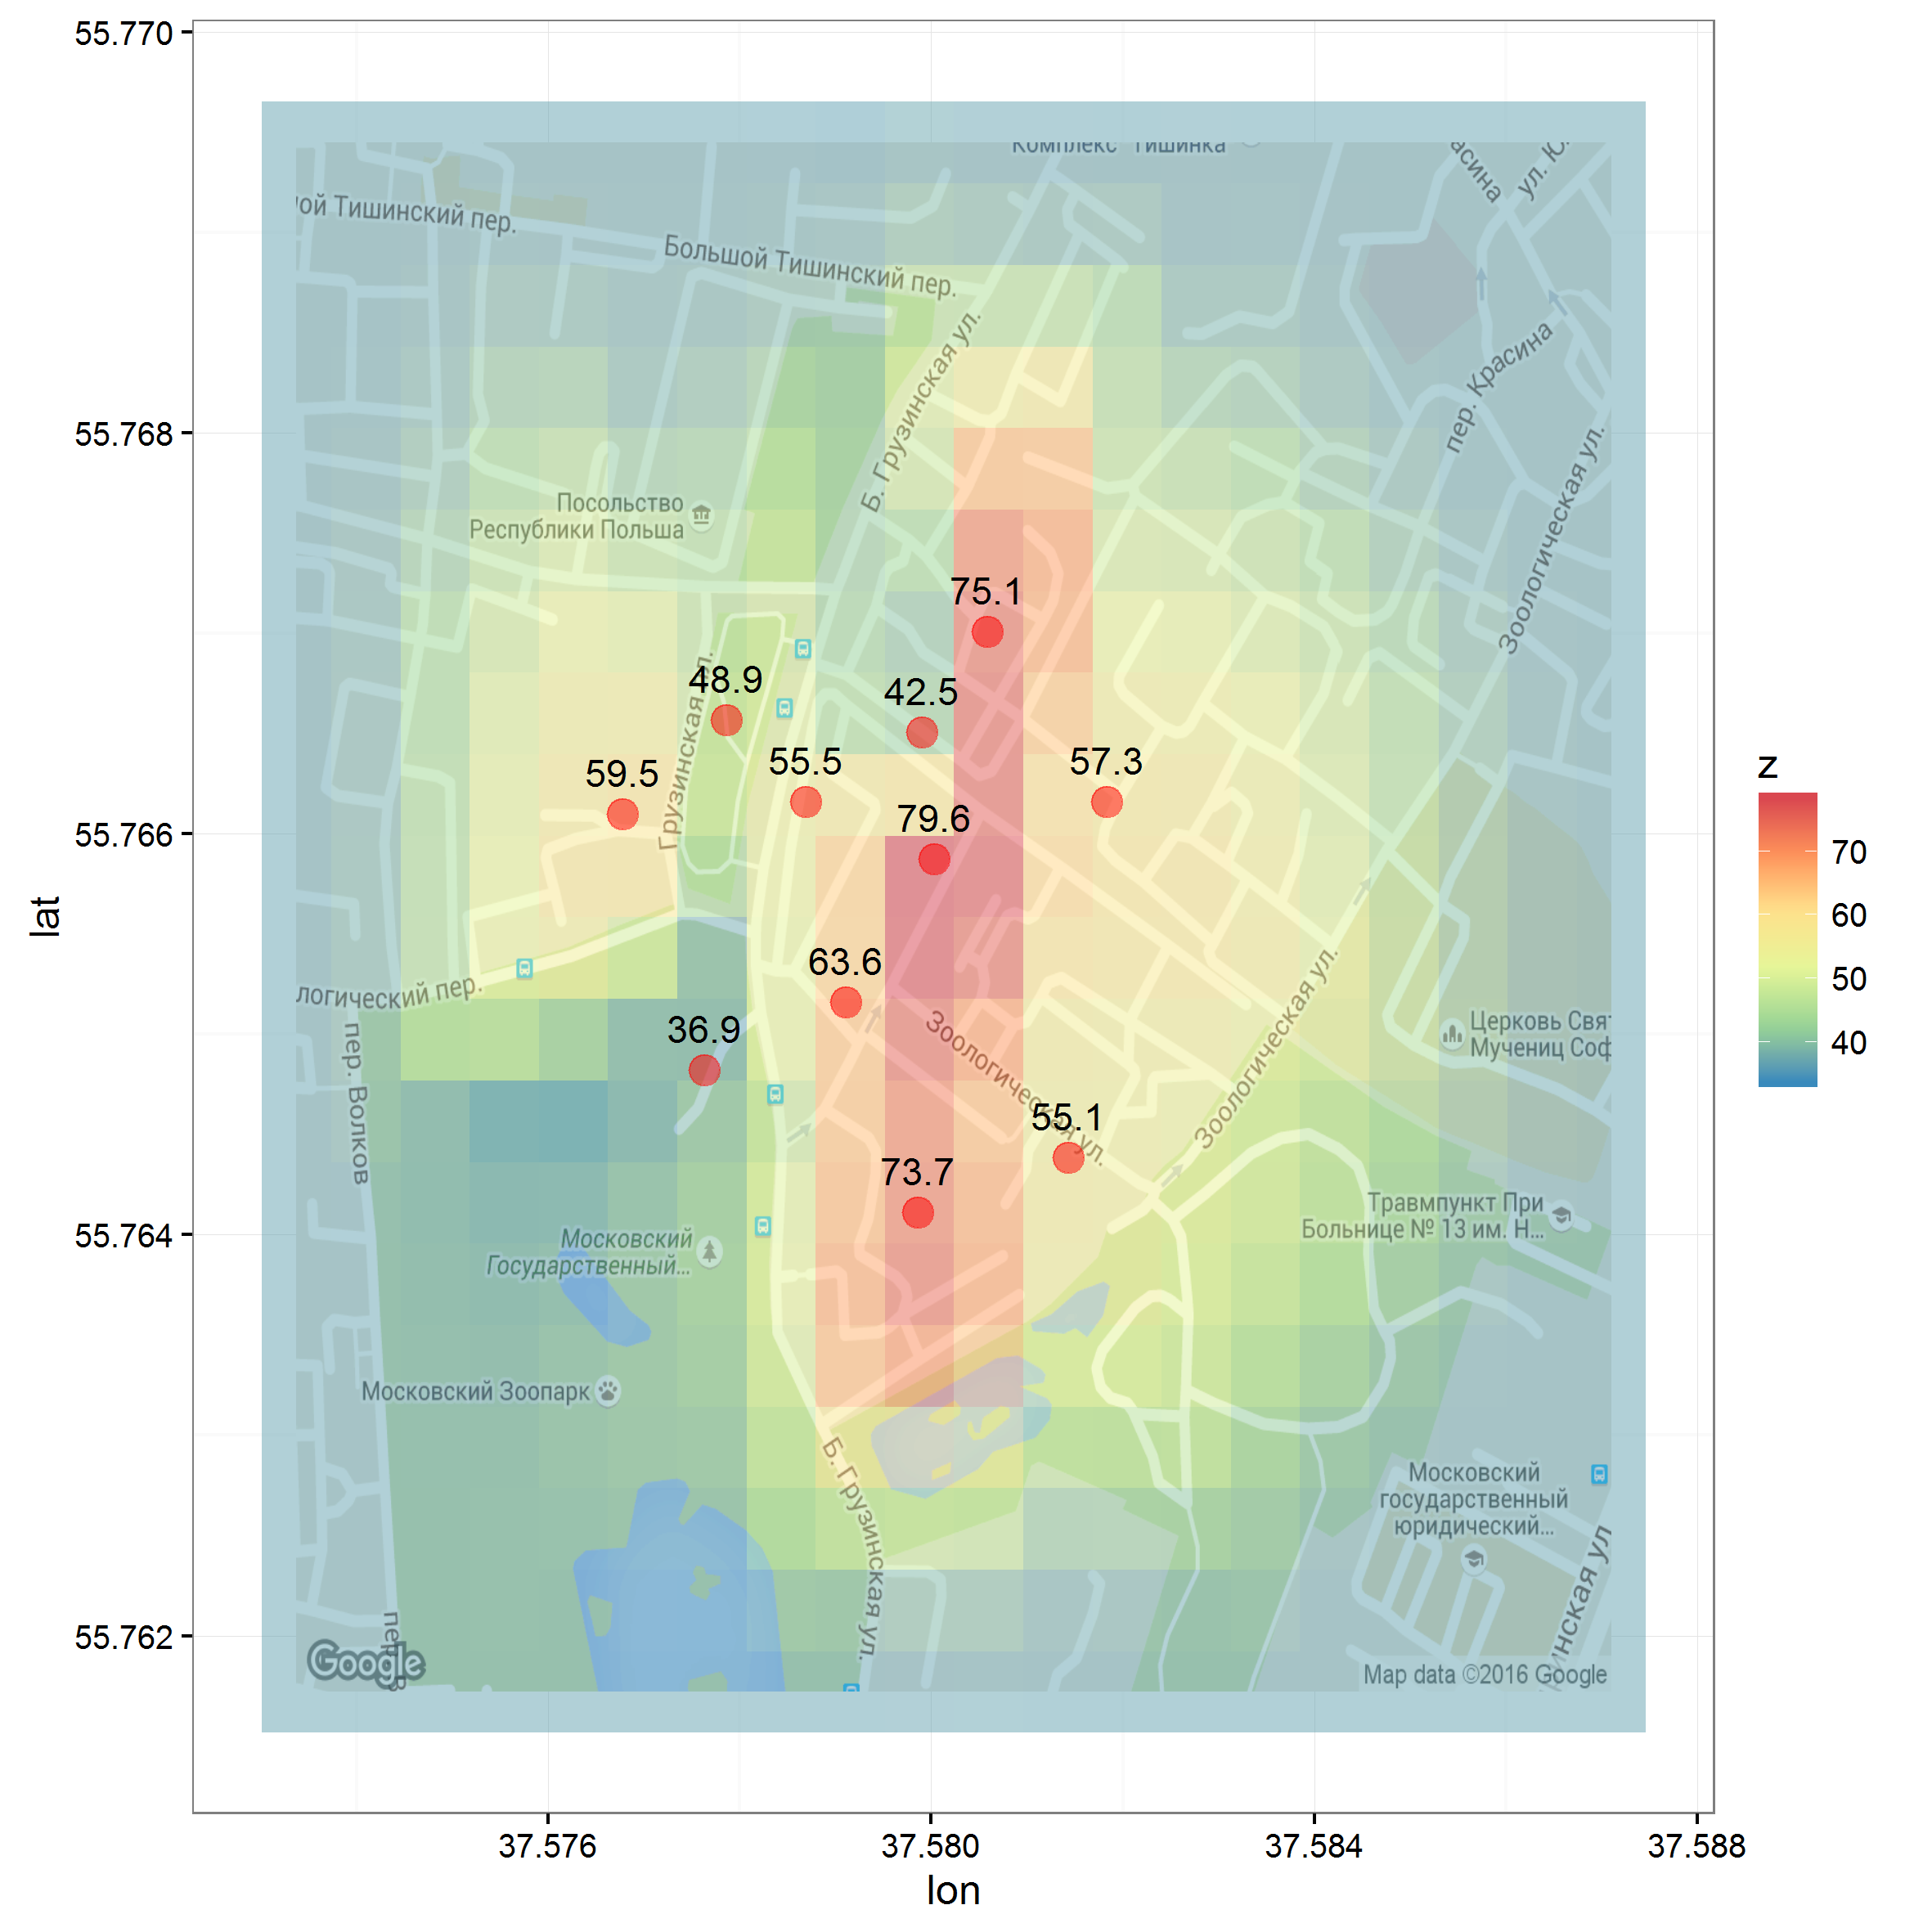 55.770
55.768
55.766
55.764
55.762
lat
37.576
37.580
37.584
37.588
lon
z
70
60
50
40
Комплекс "Тишинка
асина
ул. Ю
ой Тишинский пер.
Большой Тишинский пер.
Б. Грузинская ул.
пер. Красина
Зоологическая ул.
Посольство
Республики Польша
75.1
48.9
42.5
59.5
55.5
57.3
79.6
Грузинская ул.
63.6
36.9
логический пер.
пер. Волков
Зоологическая ул.
Зоологическая ул.
55.1
73.7
Церковь Свят
Мучениц Соф
Травмпункт При
Больнице № 13 им. Н...
Московский
Государственный...
Московский Зоопарк
Б. Грузинская ул.
Московский
государственный
юридический...
инская ул
пер. В
Google
Map data ©2016 Google